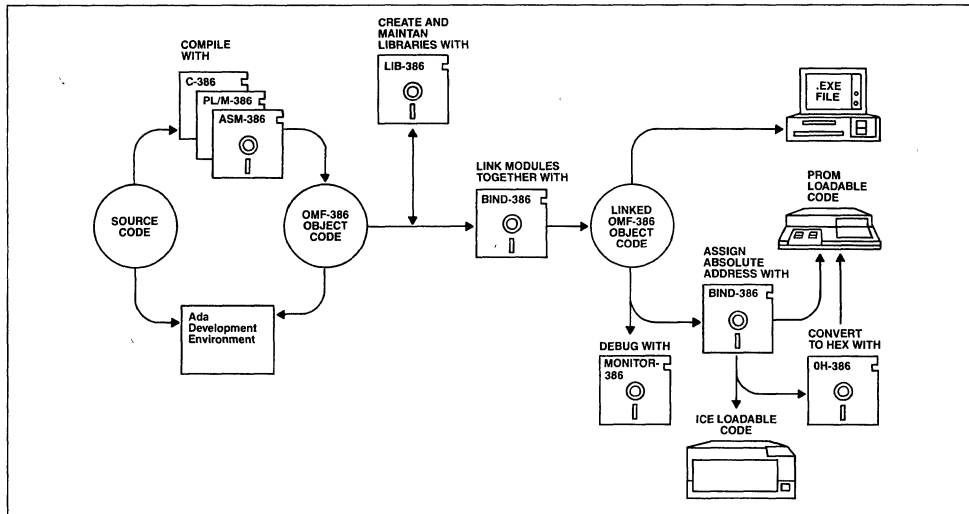 COMPILE
WITH
C-386
PL/M-386
ASM-386
CREATE AND
MAINTAN
LIBRARIES WITH
LIB-386
SOURCE
CODE
OMF-386
OBJECT
CODE
Ada
Development
Environment
LINK MODULES
TOGETHER WITH
BIND-386
LINKED
OMF-386
OBJECT
CODE
.EXE
FILE
PROM
LOADABLE
CODE
ASSIGN
ABSOLUTE
ADDRESS WITH
BIND-386
DEBUG WITH
MONITOR-
386
CONVERT
TO HEX WITH
0H-386
ICE LOADABLE
CODE